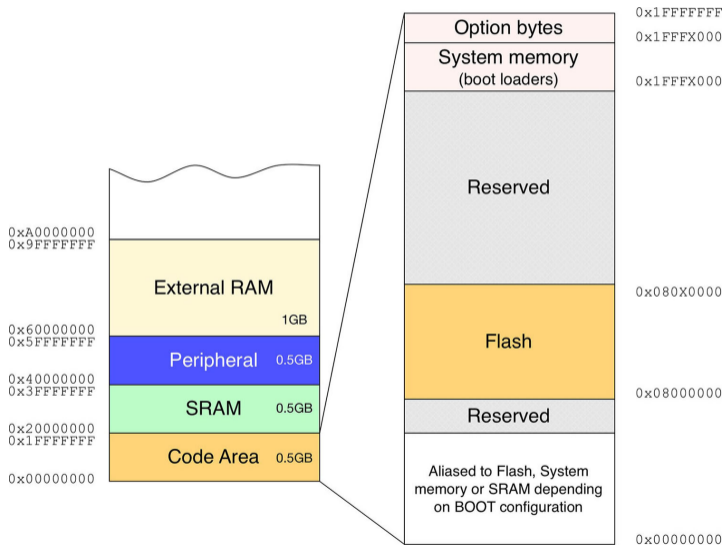 0xA0000000
0x9FFFFFFF
External RAM
1GB
0x60000000
0x5FFFFFFF
Peripheral 0.5GB
0x40000000
0x3FFFFFFF
SRAM 0.5GB
0x20000000
0x1FFFFFFF
Code Area 0.5GB
0x00000000
0x1FFFFFFF
Option bytes
0x1FFFX000
System memory
(boot loaders)
0x1FFFX000
Reserved
0x080X0000
Flash
0x08000000
Reserved
Aliased to Flash, System
memory or SRAM depending
on BOOT configuration
0x00000000